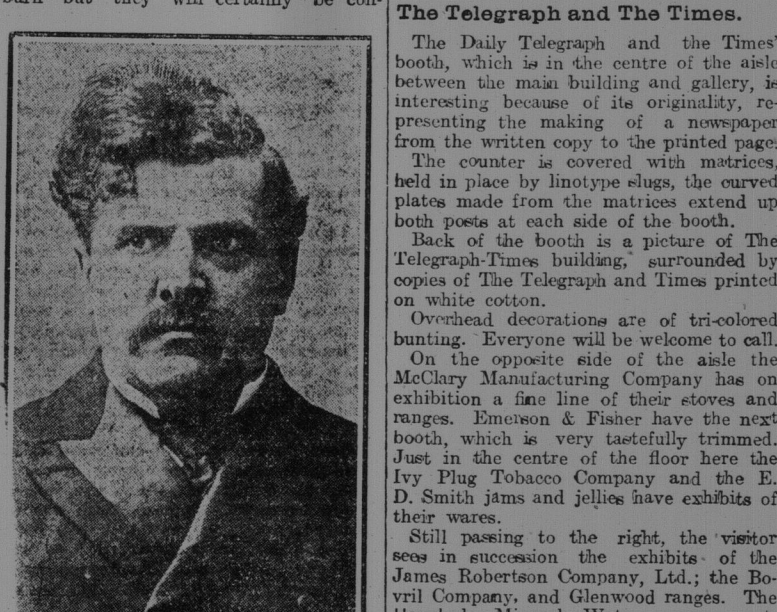 but they will certainly be con-
The Telegraph and The Times.
The Daily Telegraph and the Times'
booth, which is in the centre of the aisle
between the main building and gallery, is
interesting because of its originality, re-
presenting the making of a newspaper
from the written copy to the printed page.
The counter is covered with matrices,
held in place by linotype slugs, the curved
plates made from the matrices extend up
both posts at each side of the booth.
Back of the booth is a picture of The
Telegraph-Times building, surrounded by
copies of The Telegraph and Times printed
on white cotton.
Overhead decorations are of tri-colored
bunting. Everyone will be welcome to call.
On the opposite side of the aisle the
McClary Manufacturing Company has on
exhibition a fine line of their stoves and
ranges. Emerson & Fisher have the next
booth, which is very tastefully trimmed.
Just in the centre of the floor here the
Ivy Plug Tobacco Company and the E.
D. Smith jams and jellies have exhibits of
their wares.
Still passing to the right, the visitor
sees in succession the exhibits of the
James Robertson Company, Ltd.; the Bo-
vril Company, and Glenwood ranges. The